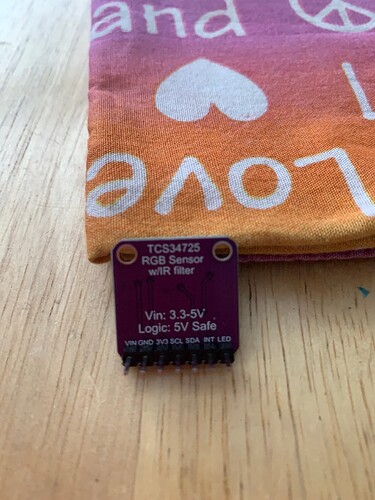 and
Love
TCS34725
RGB Sensor
w/IR filter
Vin: 3.3-5V
Logic: 5V Safe
VIN GND 3V3 SCL SDA INT LED